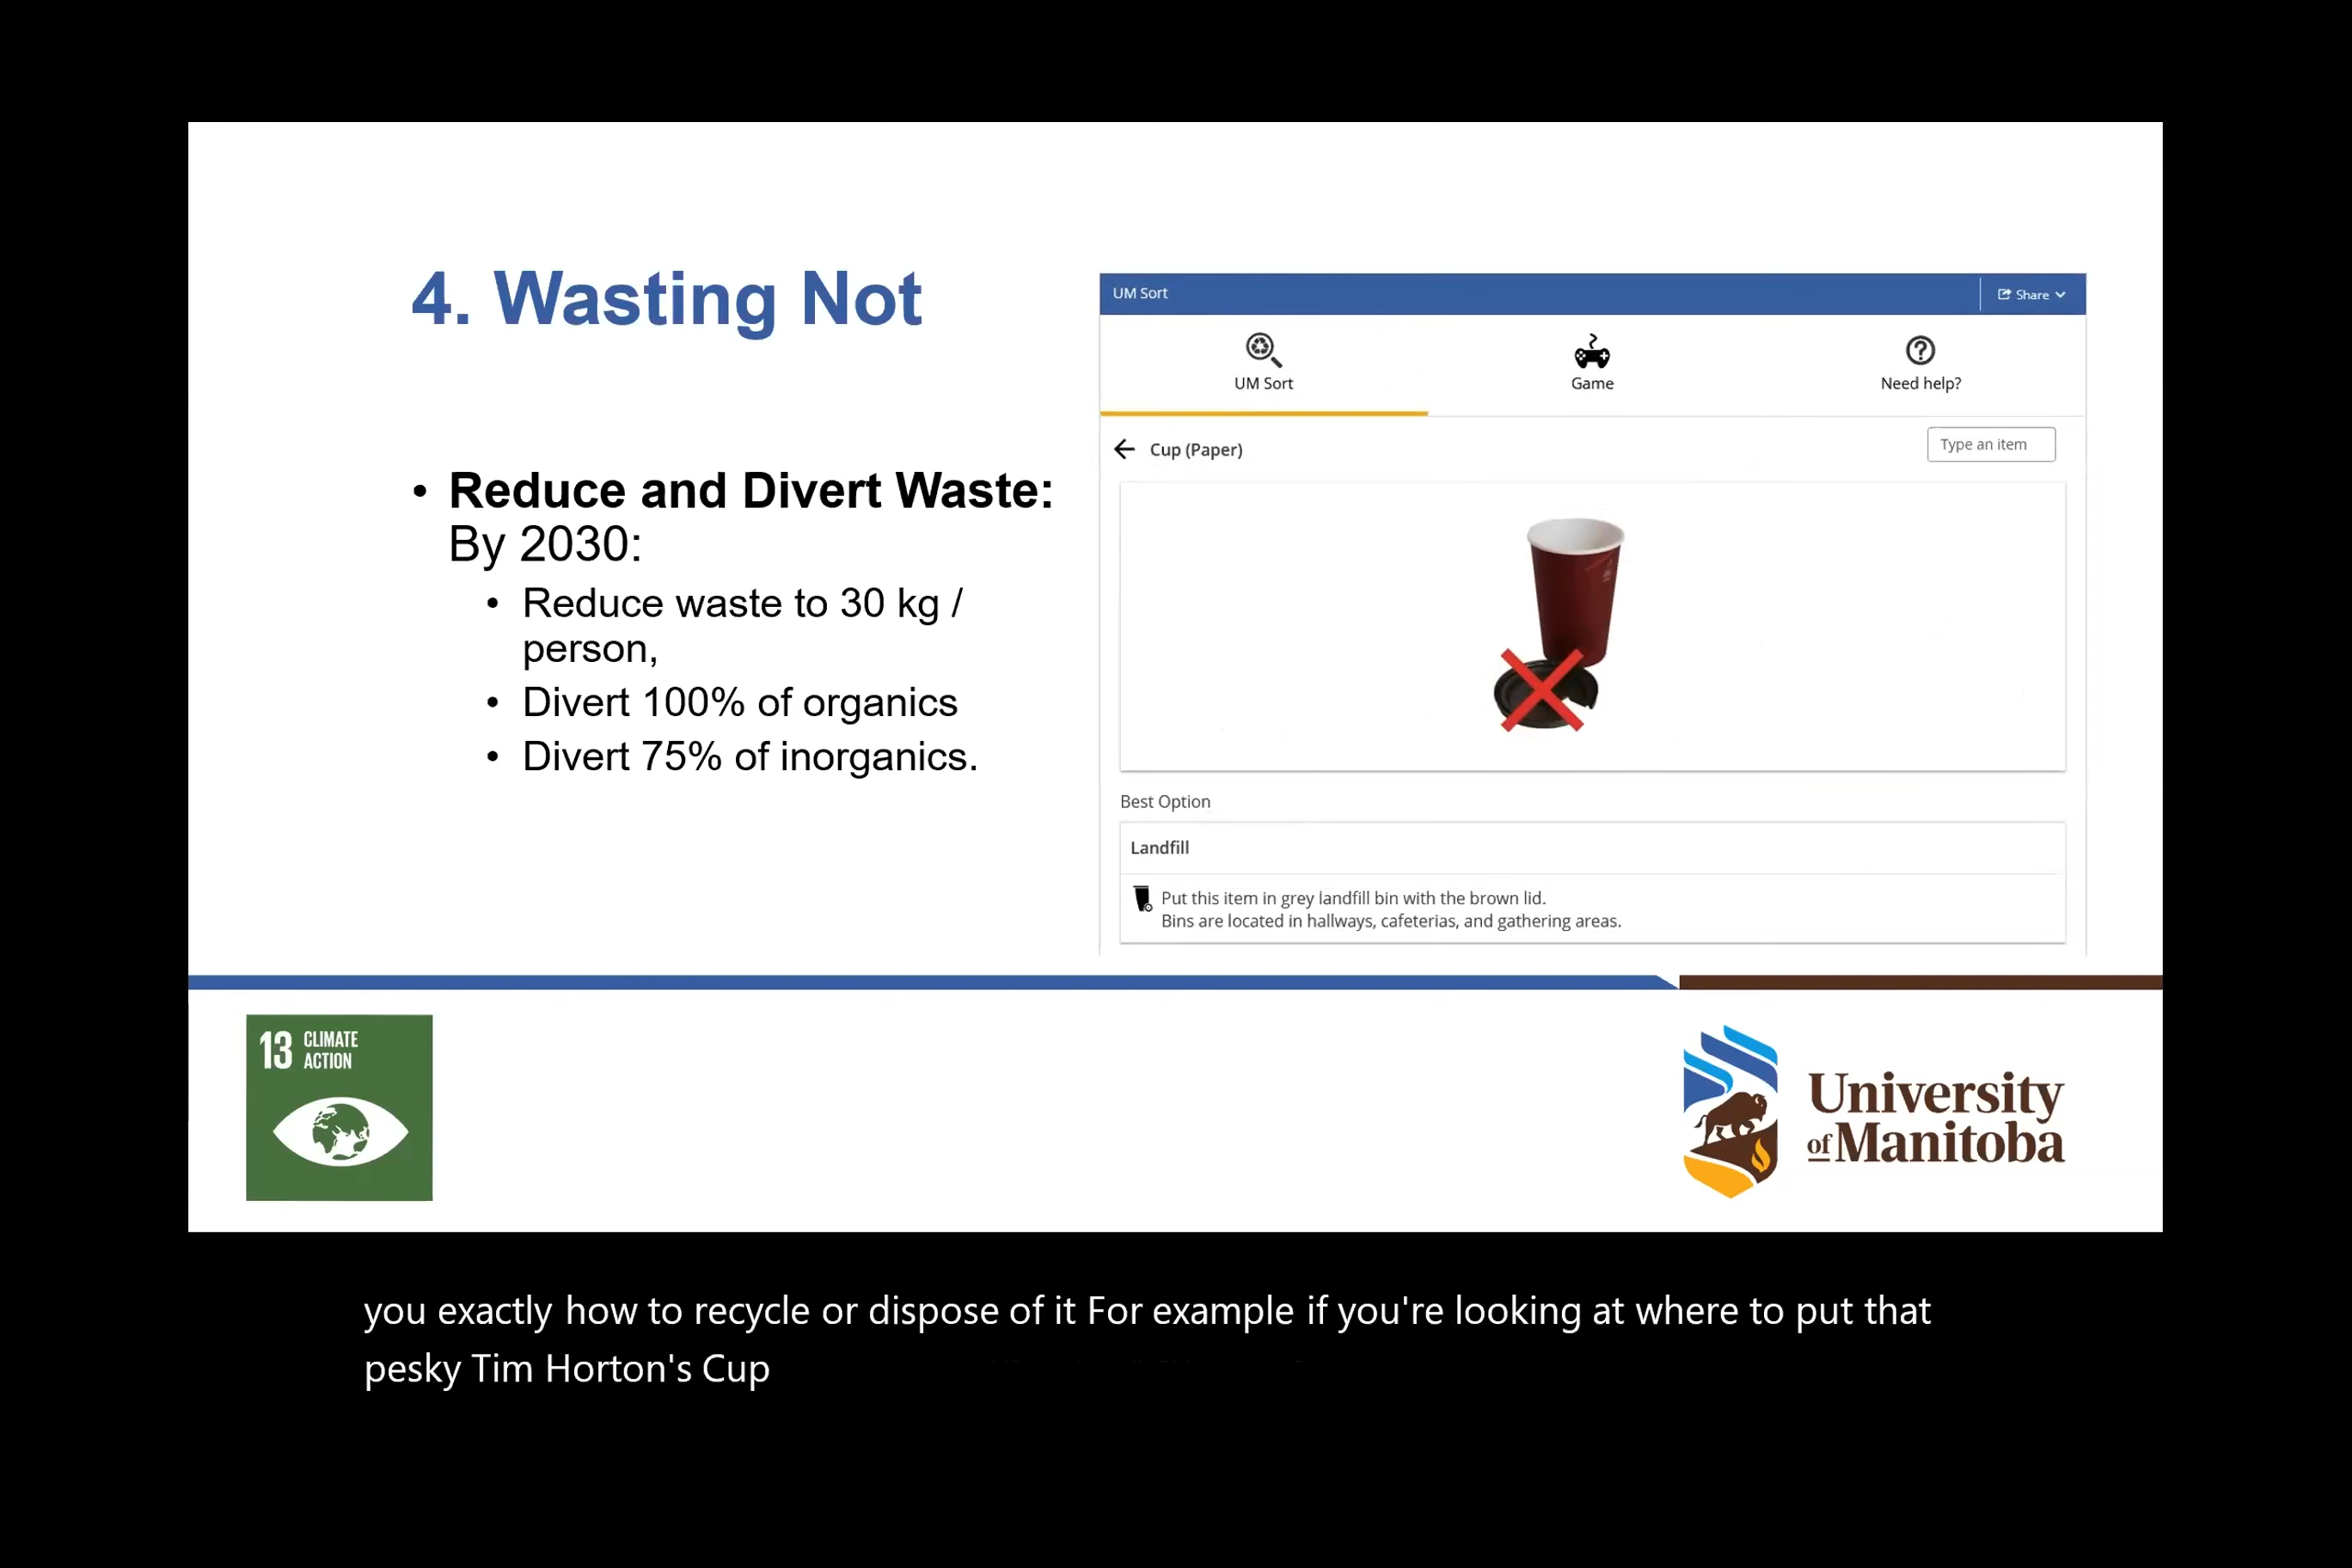 4. Wasting Not
• Reduce and Divert Waste:
By 2030:
• Reduce waste to 30 kg /
person,
• Divert 100% of organics
• Divert 75% of inorganics.
UM Sort
Share
UM Sort
Game
Need help?
Cup (Paper)
Type an item
Best Option
Landfill
Put this item in grey landfill bin with the brown lid.
Bins are located in hallways, cafeterias, and gathering areas.
13 CLIMATE
ACTION
University
of Manitoba
you exactly how to recycle or dispose of it For example if you're looking at where to put that
pesky Tim Horton's Cup